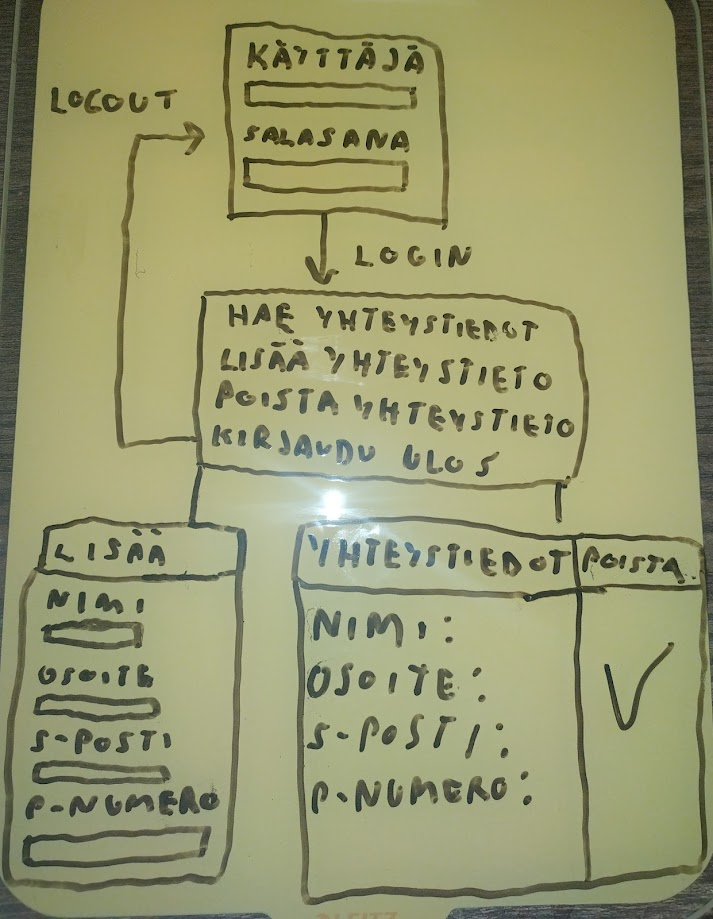 KÄYTTÄJÄ
LOGOUT
SALASANA
LOGIN
HAE YHTEYSTIEDOT
LISÄÄ YHTEYSTIETO
POISTA YHTEYSTIETO
KIRJAUDU ULOS
LISÄÄ
NIMI
OSOITE
S-POSTI
P-NUMERO
YHTEYSTIEDOT
POISTA
NIMI:
OSOITE:
S-POSTI:
P-NUMERO: